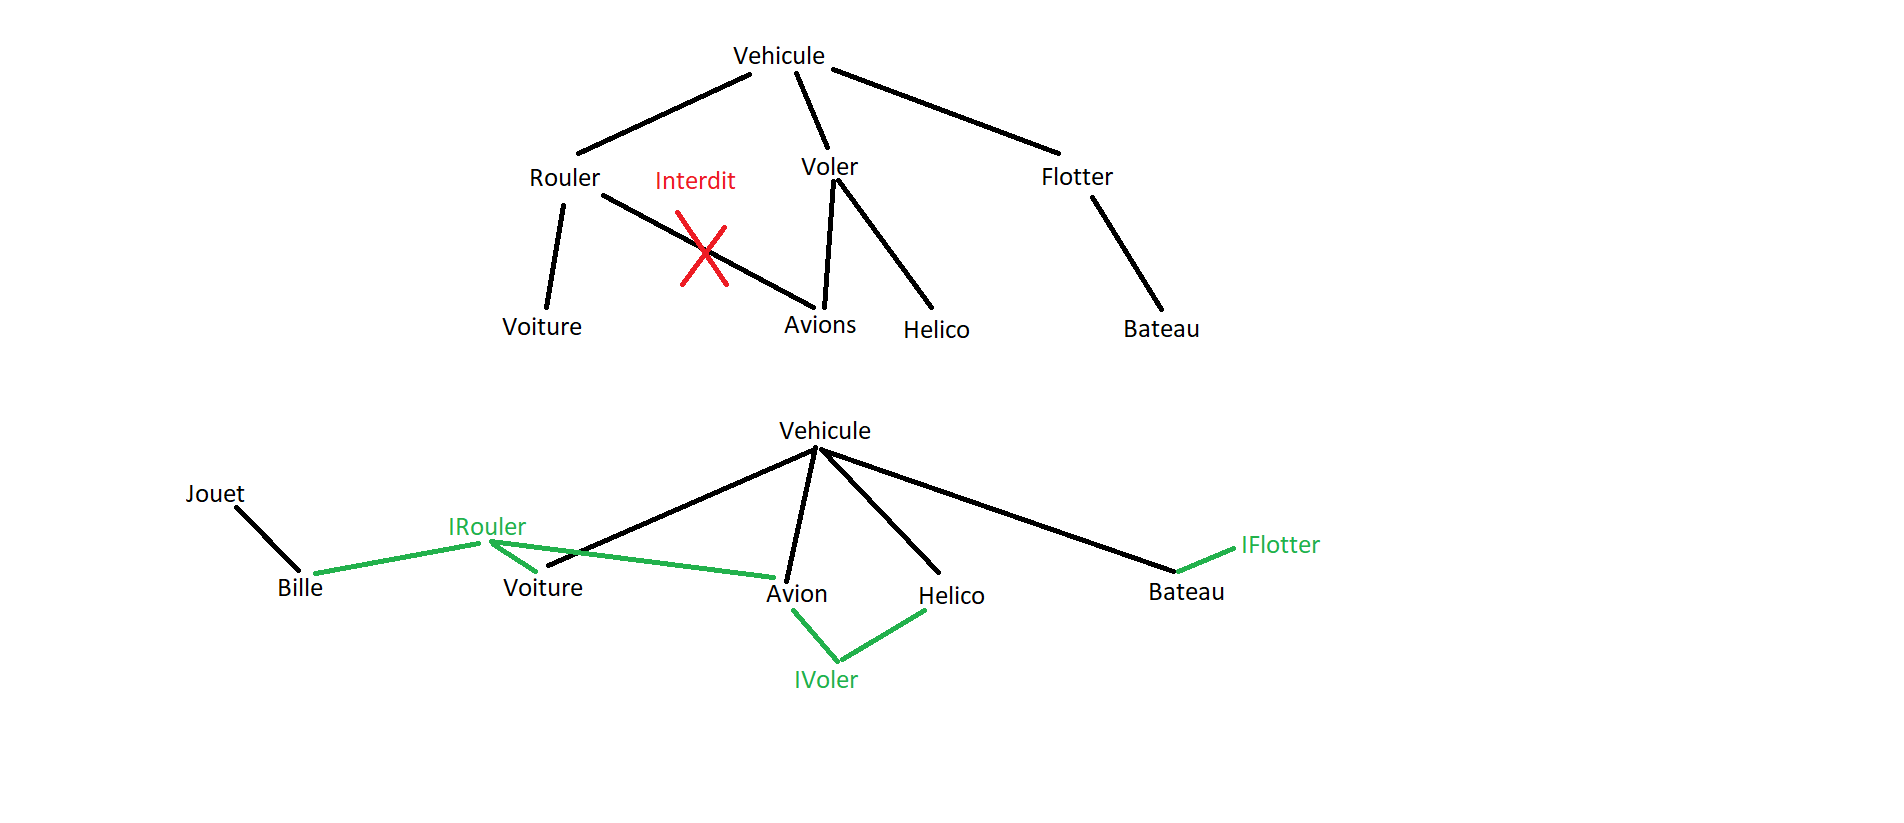 Vehicule
Rouler
Interdit
Voler
Flotter
Voiture
Avions
Helico
Bateau
Vehicule
Jouet
IRouler
IFlotter
Bille
Voiture
Avion
Helico
Bateau
IVoler